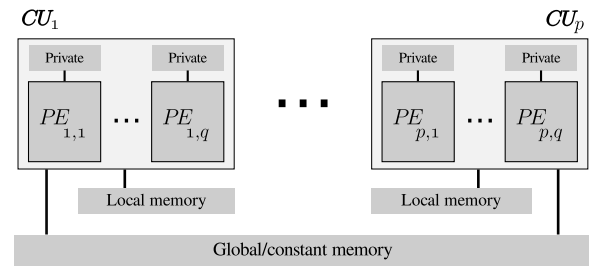 CU1 CUp
Private Private Private Private
PE1,1 ... PE1,q ... PEp,1 ... PEp,q
Local memory Local memory
Global/constant memory